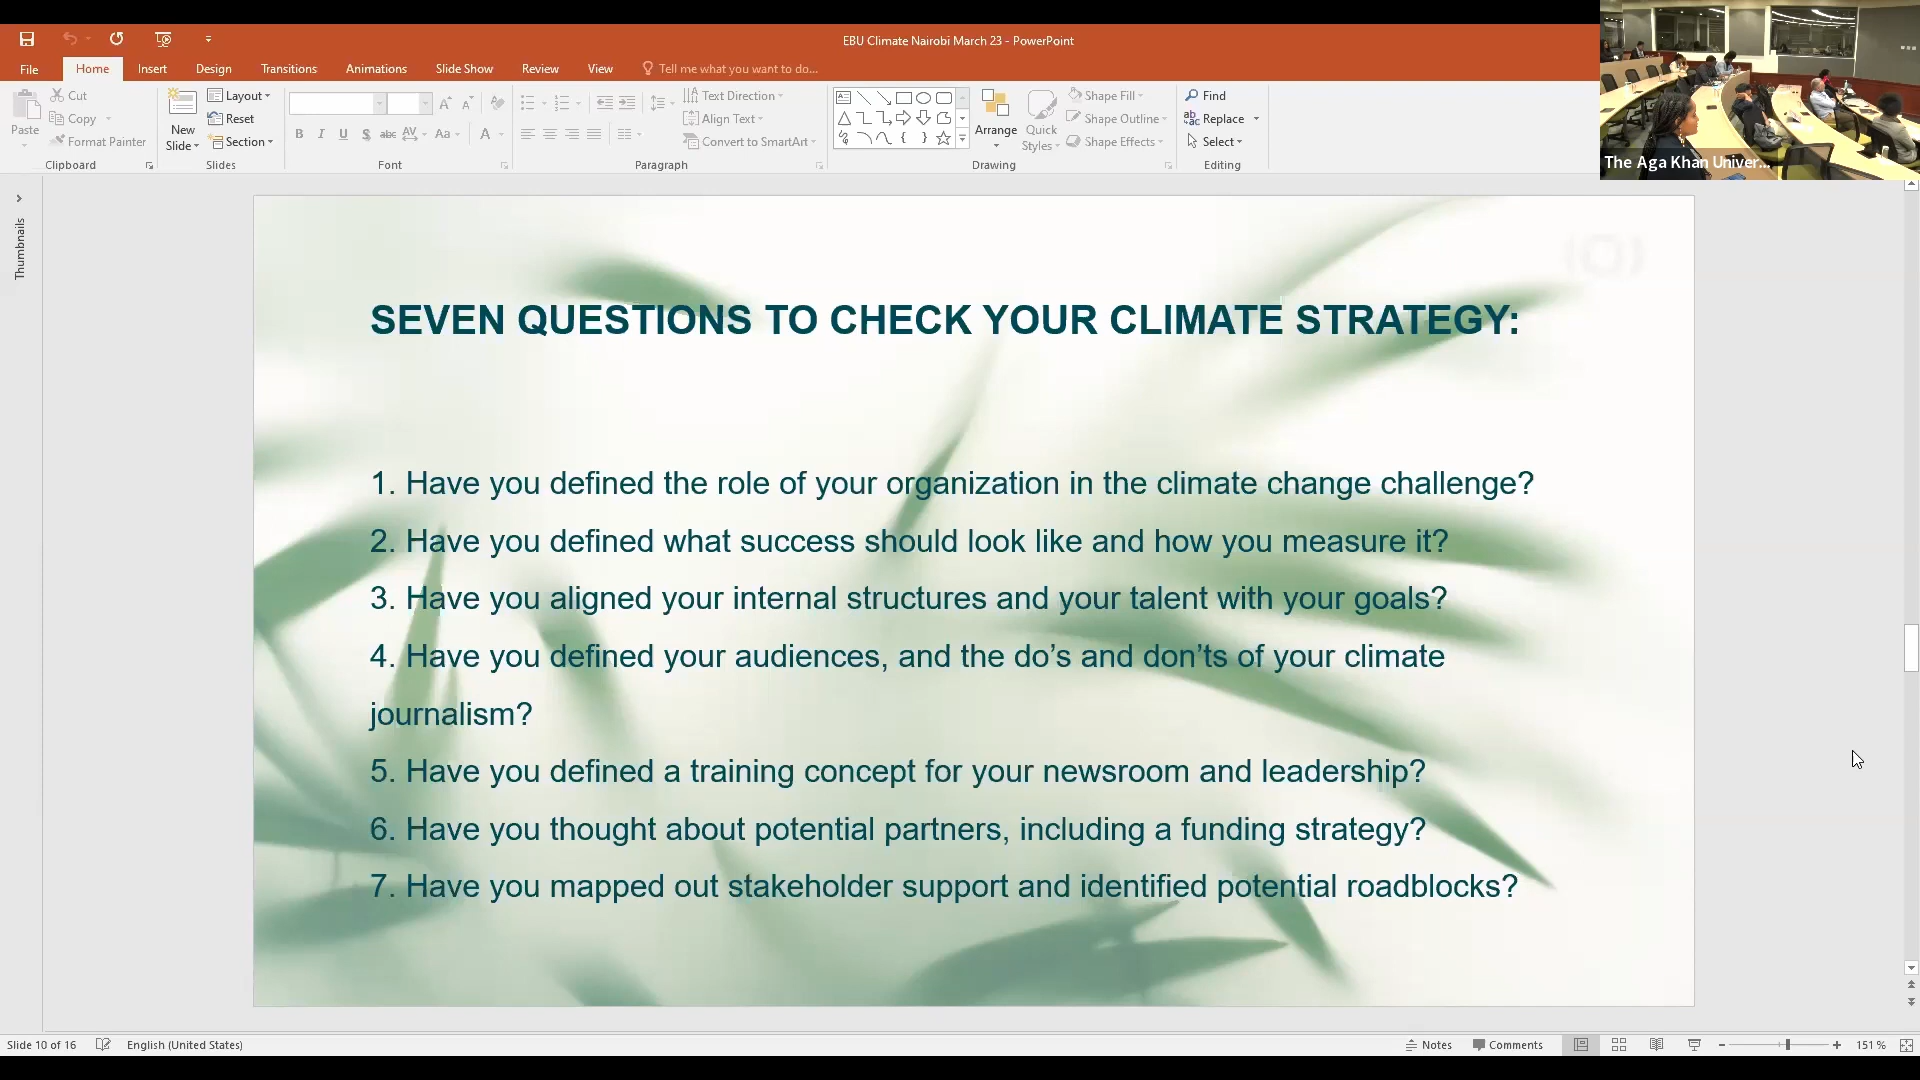 EBU Climate Nairobi March 23 - PowerPoint
File Home Insert Design Transitions Animations Slide Show Review View Tell me what you want to do...
Paste
Cut
Copy
Format Painter
Clipboard
New Slide
Layout
Reset
Section
Slides
B I U S abc AV Aa A
Font
Text Direction
Align Text
Convert to SmartArt
Paragraph
Arrange
Quick Styles
Shape Fill
Shape Outline
Shape Effects
Drawing
Find
Replace
Select
Editing
The Aga Khan Univer...
Thumbnails
SEVEN QUESTIONS TO CHECK YOUR CLIMATE STRATEGY:
1. Have you defined the role of your organization in the climate change challenge?
2. Have you defined what success should look like and how you measure it?
3. Have you aligned your internal structures and your talent with your goals?
4. Have you defined your audiences, and the do’s and don’ts of your climate
journalism?
5. Have you defined a training concept for your newsroom and leadership?
6. Have you thought about potential partners, including a funding strategy?
7. Have you mapped out stakeholder support and identified potential roadblocks?
Slide 10 of 16 English (United States) Notes Comments 151 %